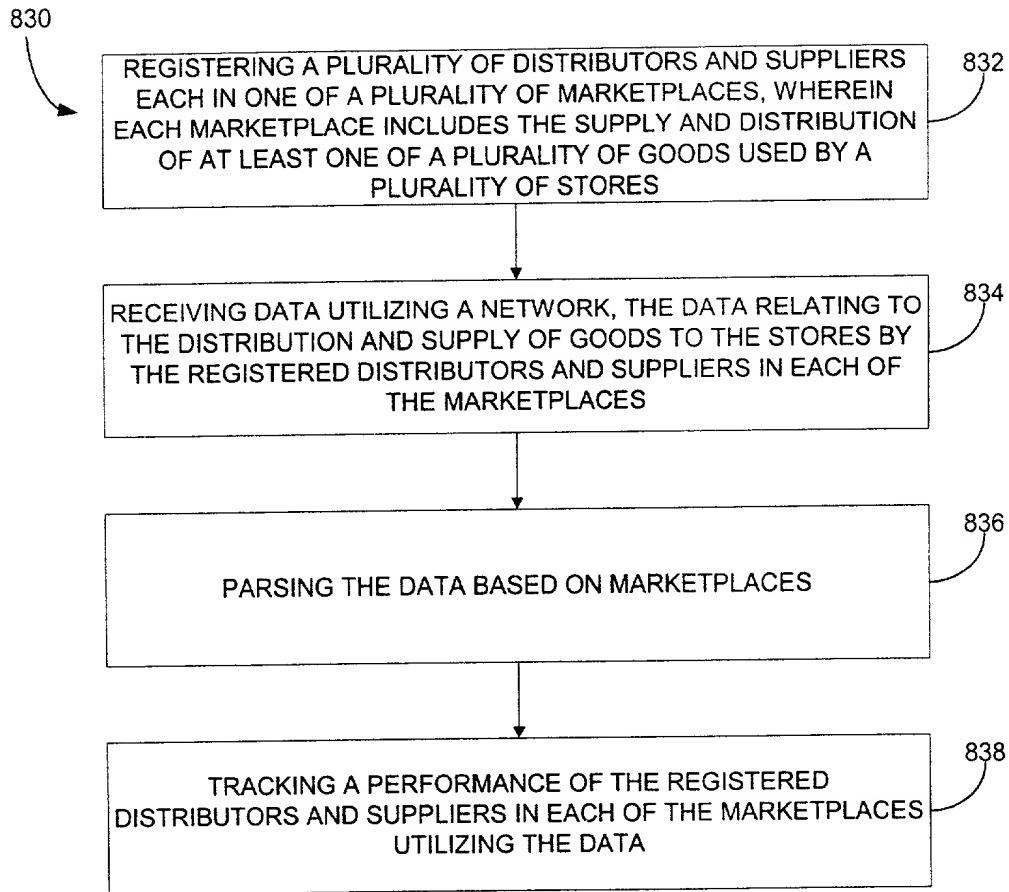 830
REGISTERING A PLURALITY OF DISTRIBUTORS AND SUPPLIERS
EACH IN ONE OF A PLURALITY OF MARKETPLACES, WHEREIN
EACH MARKETPLACE INCLUDES THE SUPPLY AND DISTRIBUTION
OF AT LEAST ONE OF A PLURALITY OF GOODS USED BY A
PLURALITY OF STORES
832
RECEIVING DATA UTILIZING A NETWORK, THE DATA RELATING TO
THE DISTRIBUTION AND SUPPLY OF GOODS TO THE STORES BY
THE REGISTERED DISTRIBUTORS AND SUPPLIERS IN EACH OF
THE MARKETPLACES
834
PARSING THE DATA BASED ON MARKETPLACES
836
TRACKING A PERFORMANCE OF THE REGISTERED
DISTRIBUTORS AND SUPPLIERS IN EACH OF THE MARKETPLACES
UTILIZING THE DATA
838